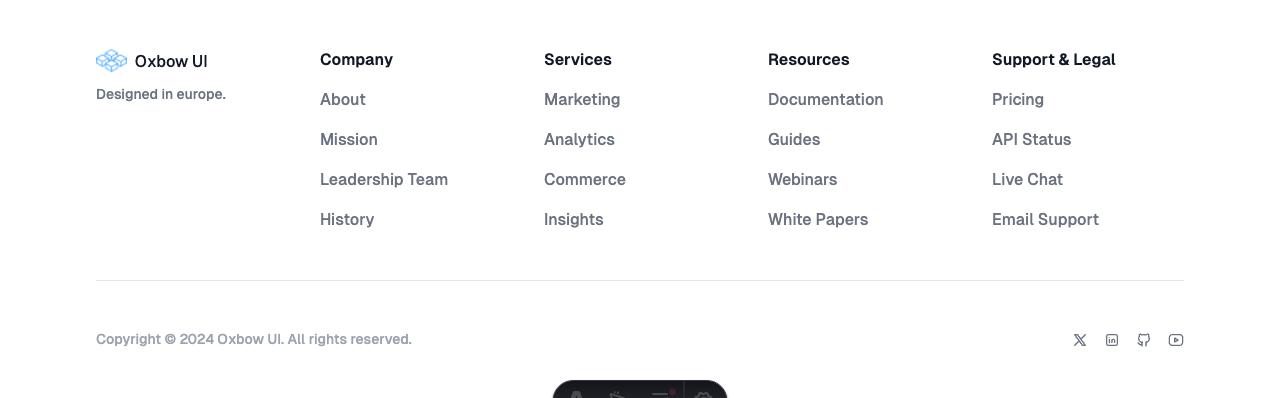 Oxbow UI
Designed in europe.
Company
About
Mission
Leadership Team
History
Services
Marketing
Analytics
Commerce
Insights
Resources
Documentation
Guides
Webinars
White Papers
Support & Legal
Pricing
API Status
Live Chat
Email Support
Copyright © 2024 Oxbow UI. All rights reserved.